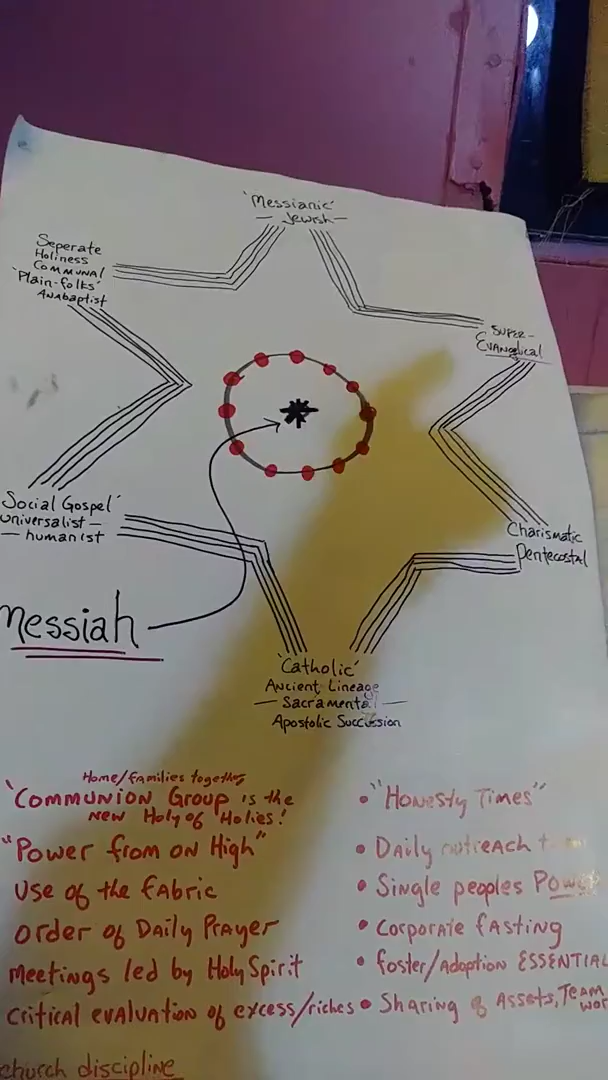 'Messianic'
— Jewish —
Seperate
Holiness
Communal
'Plain-folks'
Anabaptist
Super-
Evangelical
Social Gospel'
universalist —
— humanist
Charismatic
Pentecostal
Messiah
'Catholic'
Ancient Lineage
— Sacramental —
Apostolic Succession
Home/families together
'Communion Group is the
new Holy of Holies!
"Power from on High"
Use of the fabric
order of Daily Prayer
meetings led by Holy Spirit
critical evaluation of excess/riches
church discipline
• "Honesty Times"
• Daily outreach
• Single peoples Power
• Corporate fasting
• Foster/Adoption ESSENTIAL
• Sharing of Assets, Team